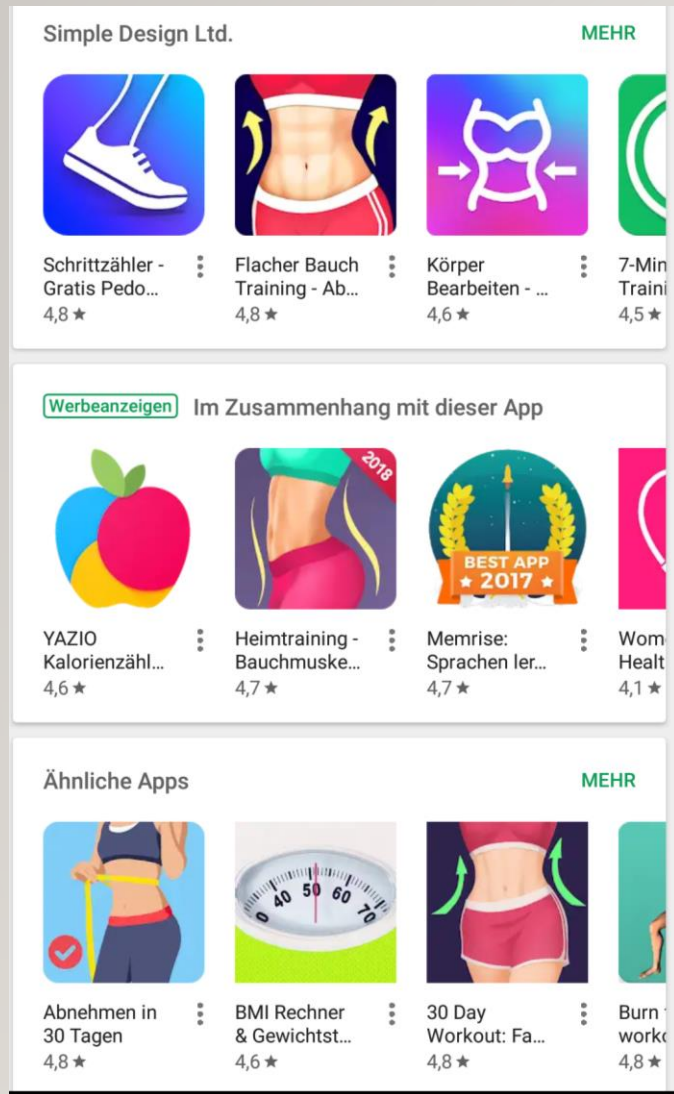 Simple Design Ltd.
MEHR
Schrittzähler -
Gratis Pedo...
4,8 ★
Flacher Bauch
Training - Ab...
4,8 ★
Körper
Bearbeiten - ...
4,6 ★
7-Min
Traini
4,5 ★
Werbeanzeigen Im Zusammenhang mit dieser App
2018
BEST APP
★ 2017 ★
YAZIO
Kalorienzähl...
4,6 ★
Heimtraining -
Bauchmuske...
4,7 ★
Memrise:
Sprachen ler...
4,7 ★
Wom
Healt
4,1 ★
Ähnliche Apps
MEHR
0 40 50 60 70
Abnehmen in
30 Tagen
4,8 ★
BMI Rechner
& Gewichtst...
4,6 ★
30 Day
Workout: Fa...
4,8 ★
Burn
worko
4,8 ★